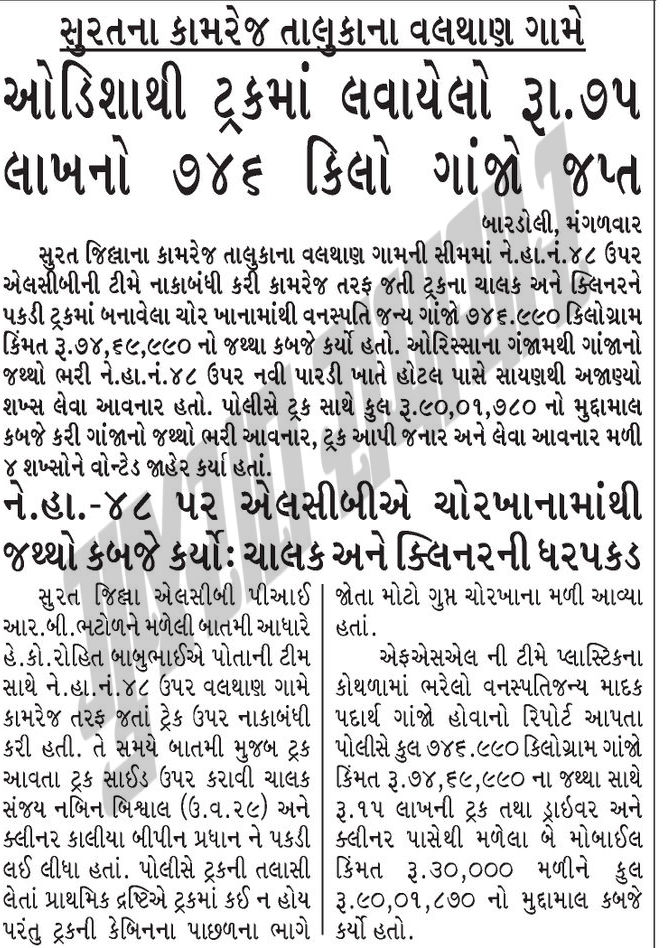 સુરતના કામરેજ તાલુકાના વલથાણ ગામે
ઓડિશાથી ટ્રકમાં લવાયેલો રૂા.૭૫
લાખનો ૭૪૬ કિલો ગાંજો જપ્ત
બારડોલી, મંગળવાર
સુરત જિલ્લાના કામરેજ તાલુકાના વલથાણ ગામની સીમમાં ને.હા.નં.૪૮ ઉપર
એલસીબીની ટીમે નાકાબંધી કરી કામરેજ તરફ જતી ટ્રકના ચાલક અને ક્લિનરને
પકડી ટ્રકમાં બનાવેલા ચોર ખાનામાંથી વનસ્પતિ જન્ય ગાંજો ૭૪૬.૯૯૦ કિલોગ્રામ
કિંમત રૂ.૭૪,૬૯,૯૯૦ નો જથ્થા કબજે કર્યો હતો. ઓરિસ્સાના ગંજામથી ગાંજાનો
જથ્થો ભરી ને.હા.નં.૪૮ ઉપર નવી પારડી ખાતે હોટલ પાસે સાયણથી અજાણ્યો
શખ્સ લેવા આવનાર હતો. પોલીસે ટ્રક સાથે કુલ રૂ.૯૦,૦૧,૭૮૦ નો મુદ્દામાલ
કબજે કરી ગાંજાનો જથ્થો ભરી આવનાર, ટ્રક આપી જનાર અને લેવા આવનાર મળી
૪ શખ્સોને વોન્ટેડ જાહેર કર્યા હતાં.
ને.હા.-૪૮ પર એલસીબીએ ચોરખાનામાંથી
જથ્થો કબજે કર્યો: ચાલક અને ક્લિનરની ધરપકડ
સુરત જિલ્લા એલસીબી પીઆઈ
આર.બી.ભટોળને મળેલી બાતમી આધારે
હે.કો.રોહિત બાબુભાઈએ પોતાની ટીમ
સાથે ને.હા.નં.૪૮ ઉપર વલથાણ ગામે
કામરેજ તરફ જતાં ટ્રેક ઉપર નાકાબંધી
કરી હતી. તે સમયે બાતમી મુજબ ટ્રક
આવતા ટ્રક સાઈડ ઉપર કરાવી ચાલક
સંજય નબિન બિશ્વાલ (ઉ.વ.૨૯) અને
ક્લીનર કાલીયા બીપીન પ્રધાન ને પકડી
લઈ લીધા હતાં. પોલીસે ટ્રકની તલાસી
લેતાં પ્રાથમિક દ્રષ્ટિએ ટ્રકમાં કઈ ન હોય
પરંતુ ટ્રકની કેબિનના પાછળના ભાગે
જોતા મોટો ગુપ્ત ચોરખાના મળી આવ્યા
હતાં.
એફએસએલ ની ટીમે પ્લાસ્ટિકના
કોથળામાં ભરેલો વનસ્પતિજન્ય માદક
પદાર્થ ગાંજો હોવાનો રિપોર્ટ આપતા
પોલીસે કુલ ૭૪૬.૯૯૦ કિલોગ્રામ ગાંજો
કિંમત રૂ.૭૪,૬૯,૯૯૦ ના જથ્થા સાથે
રૂ.૧૫ લાખની ટ્રક તથા ડ્રાઇવર અને
ક્લીનર પાસેથી મળેલા બે મોબાઈલ
કિંમત રૂ.૩૦,૦૦૦ મળીને કુલ
રૂ.૯૦,૦૧,૮૭૦ નો મુદ્દામાલ કબજે
કર્યો હતો.